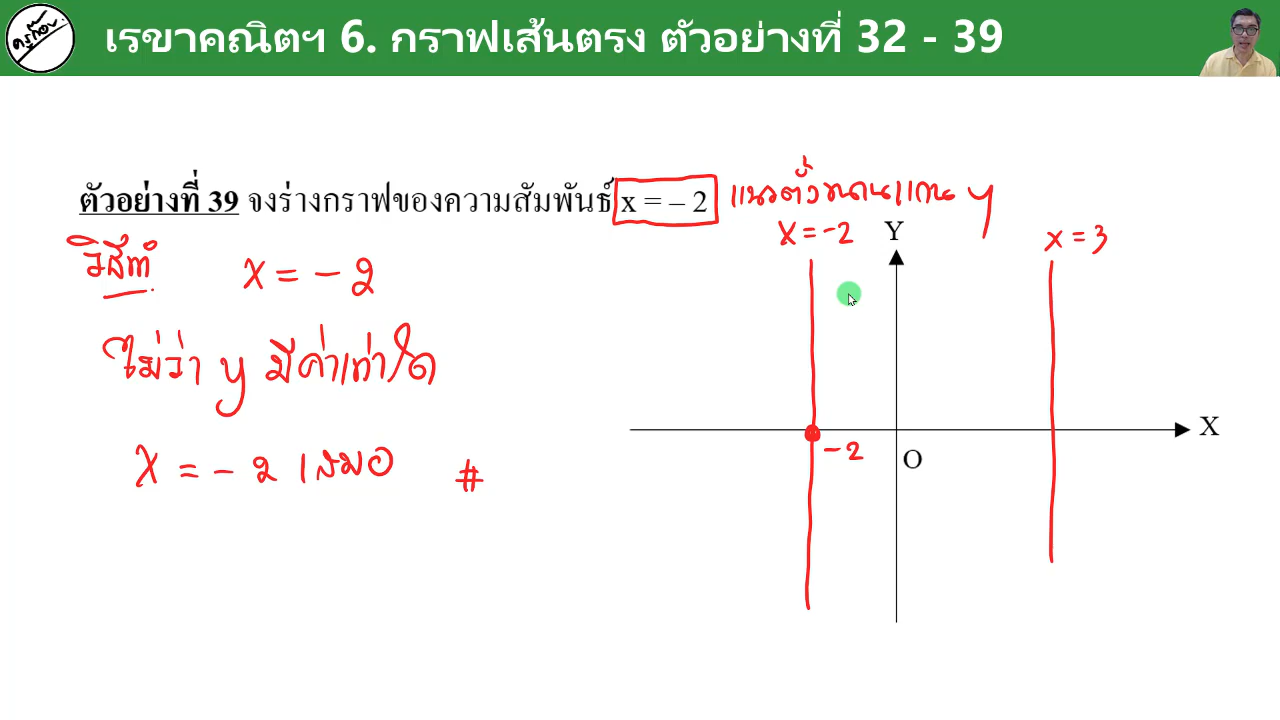 ครูก๊อบ
เรขาคณิตฯ 6. กราฟเส้นตรง ตัวอย่างที่ 32 - 39
ตัวอย่างที่ 39 จงร่างกราฟของความสัมพันธ์ x = – 2 แนวตั้งขนานแกน y
วิธีทำ x = - 2
ไม่ว่า y มีค่าเท่าใด
x = - 2 เสมอ #
x = -2
Y
x = 3
X
-2
O